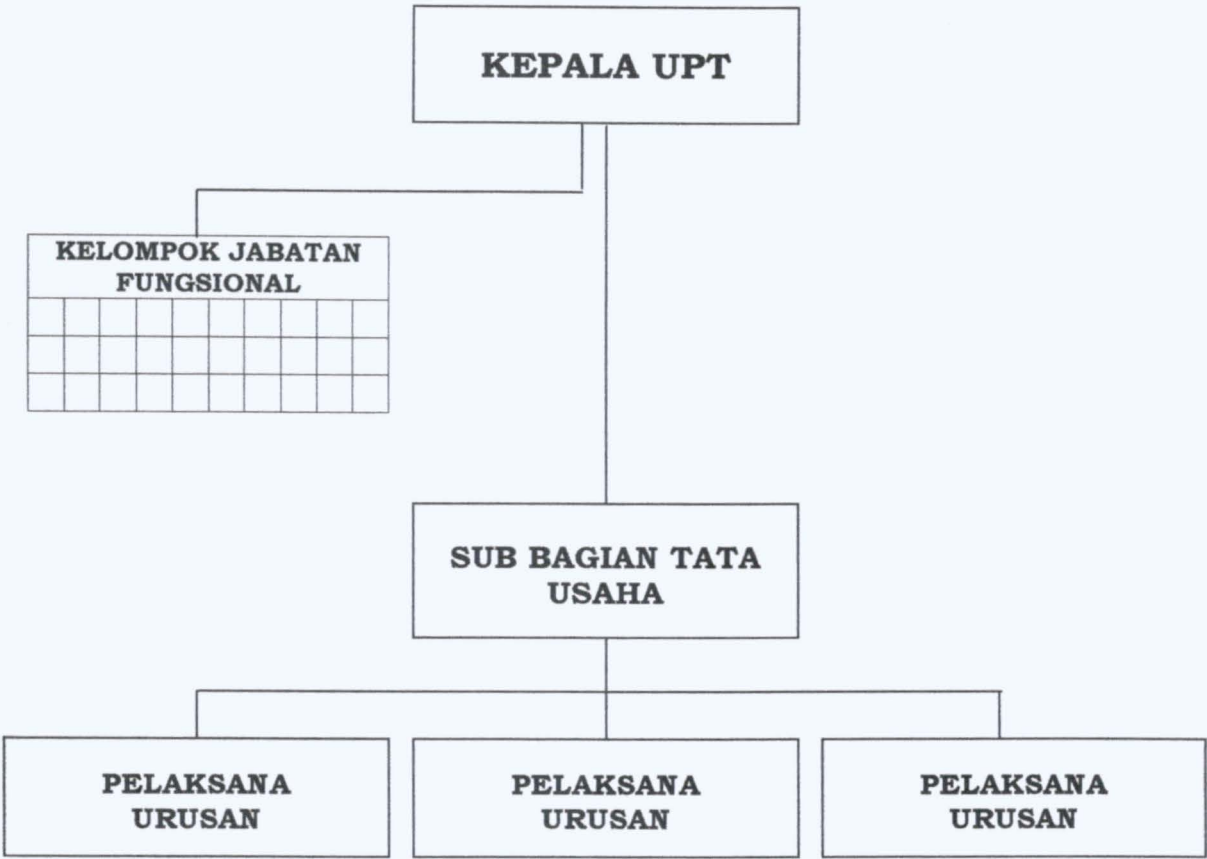 KEPALA UPT
KELOMPOK JABATAN
FUNGSIONAL
SUB BAGIAN TATA
USAHA
PELAKSANA
URUSAN
PELAKSANA
URUSAN
PELAKSANA
URUSAN